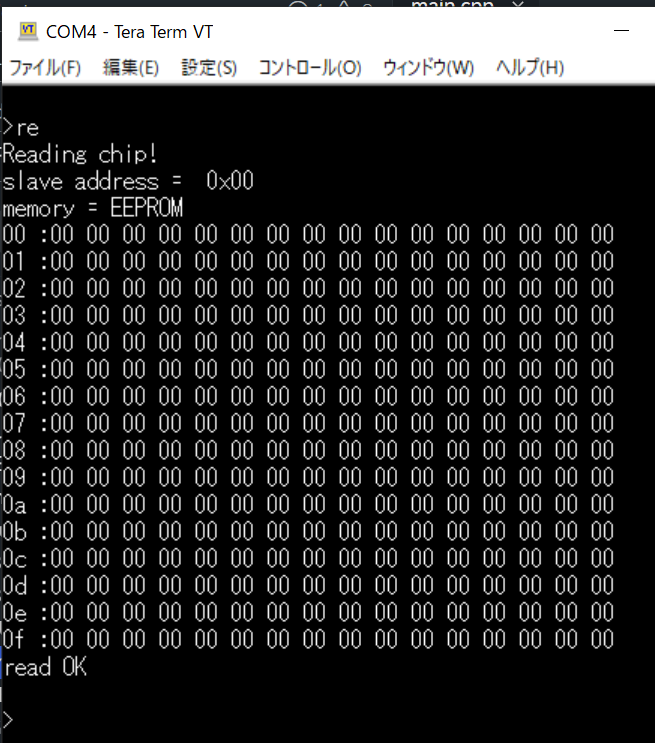 main.cpp
COM4 - Tera Term VT
ファイル(F) 編集(E) 設定(S) コントロール(O) ウィンドウ(W) ヘルプ(H)
>re
Reading chip!
slave address =  0x00
memory = EEPROM
00 :00 00 00 00 00 00 00 00 00 00 00 00 00 00 00 00
01 :00 00 00 00 00 00 00 00 00 00 00 00 00 00 00 00
02 :00 00 00 00 00 00 00 00 00 00 00 00 00 00 00 00
03 :00 00 00 00 00 00 00 00 00 00 00 00 00 00 00 00
04 :00 00 00 00 00 00 00 00 00 00 00 00 00 00 00 00
05 :00 00 00 00 00 00 00 00 00 00 00 00 00 00 00 00
06 :00 00 00 00 00 00 00 00 00 00 00 00 00 00 00 00
07 :00 00 00 00 00 00 00 00 00 00 00 00 00 00 00 00
08 :00 00 00 00 00 00 00 00 00 00 00 00 00 00 00 00
09 :00 00 00 00 00 00 00 00 00 00 00 00 00 00 00 00
0a :00 00 00 00 00 00 00 00 00 00 00 00 00 00 00 00
0b :00 00 00 00 00 00 00 00 00 00 00 00 00 00 00 00
0c :00 00 00 00 00 00 00 00 00 00 00 00 00 00 00 00
0d :00 00 00 00 00 00 00 00 00 00 00 00 00 00 00 00
0e :00 00 00 00 00 00 00 00 00 00 00 00 00 00 00 00
0f :00 00 00 00 00 00 00 00 00 00 00 00 00 00 00 00
read OK
>